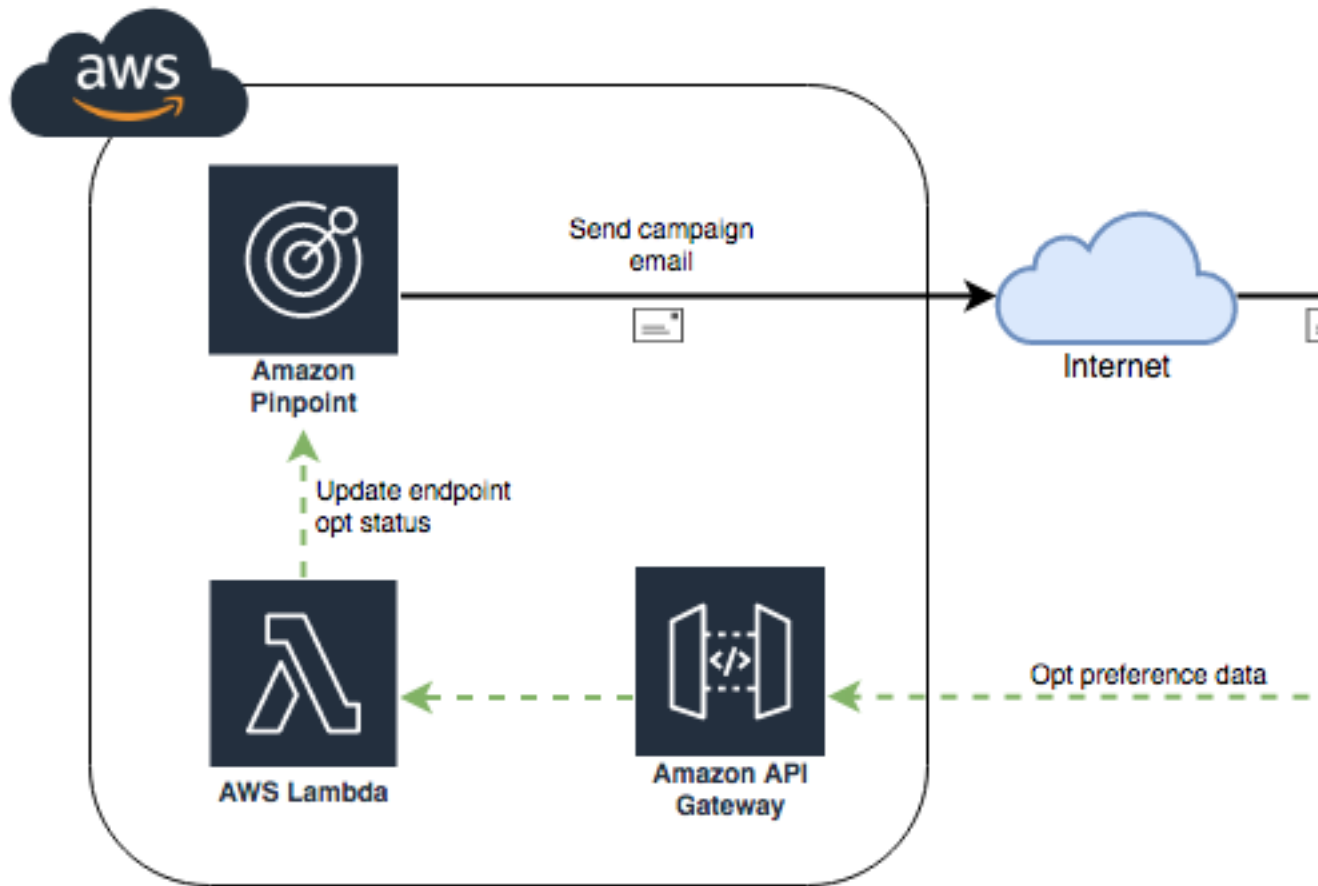 aws
Send campaign
email
Amazon
Pinpoint
Internet
Update endpoint
opt status
</>
Opt preference data
AWS Lambda
Amazon API
Gateway